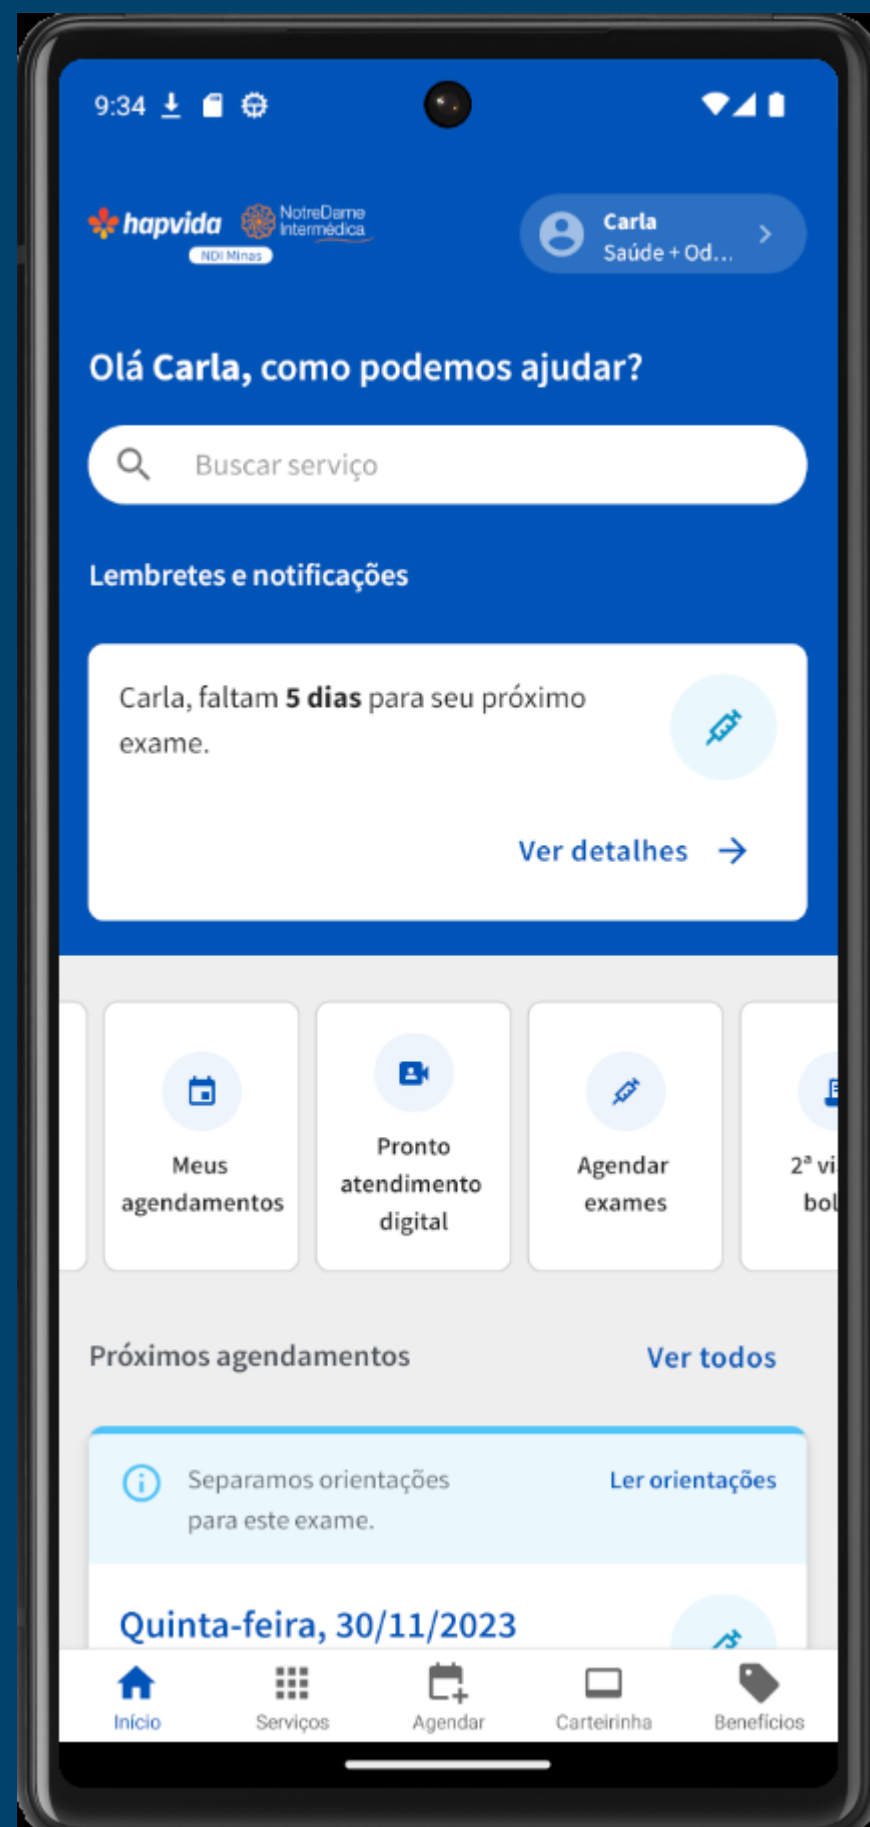 9:34
hapvida NotreDame
Intermédica
NDI Minas
Carla
Saúde + Od...
Olá Carla, como podemos ajudar?
Buscar serviço
Lembretes e notificações
Carla, faltam 5 dias para seu próximo
exame.
Ver detalhes
Meus
agendamentos
Pronto
atendimento
digital
Agendar
exames
2ª vi
bol
Próximos agendamentos
Ver todos
Separamos orientações
para este exame.
Ler orientações
Quinta-feira, 30/11/2023
Início
Serviços
Agendar
Carteirinha
Benefícios